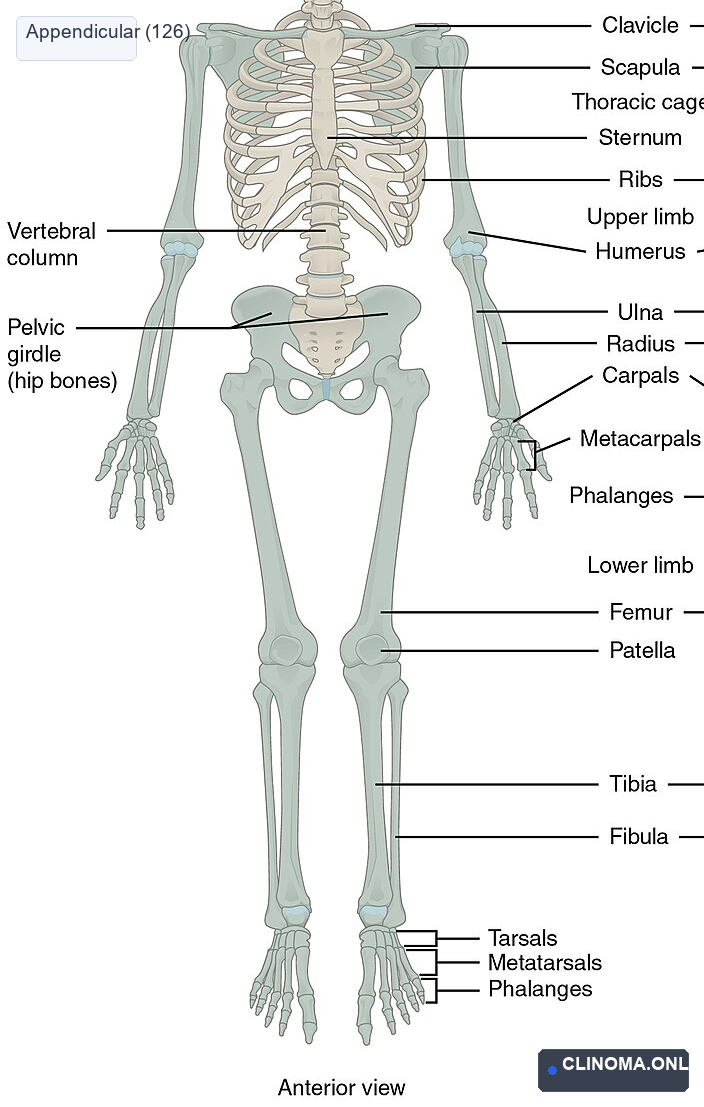 Appendicular (126)
Clavicle
Scapula
Thoracic cage
Sternum
Ribs
Vertebral
column
Upper limb
Humerus
Ulna
Pelvic
girdle
(hip bones)
Radius
Carpals
Metacarpals
Phalanges
Lower limb
Femur
Patella
Tibia
Fibula
Tarsals
Metatarsals
Phalanges
CLINOMA.ONL
Anterior view